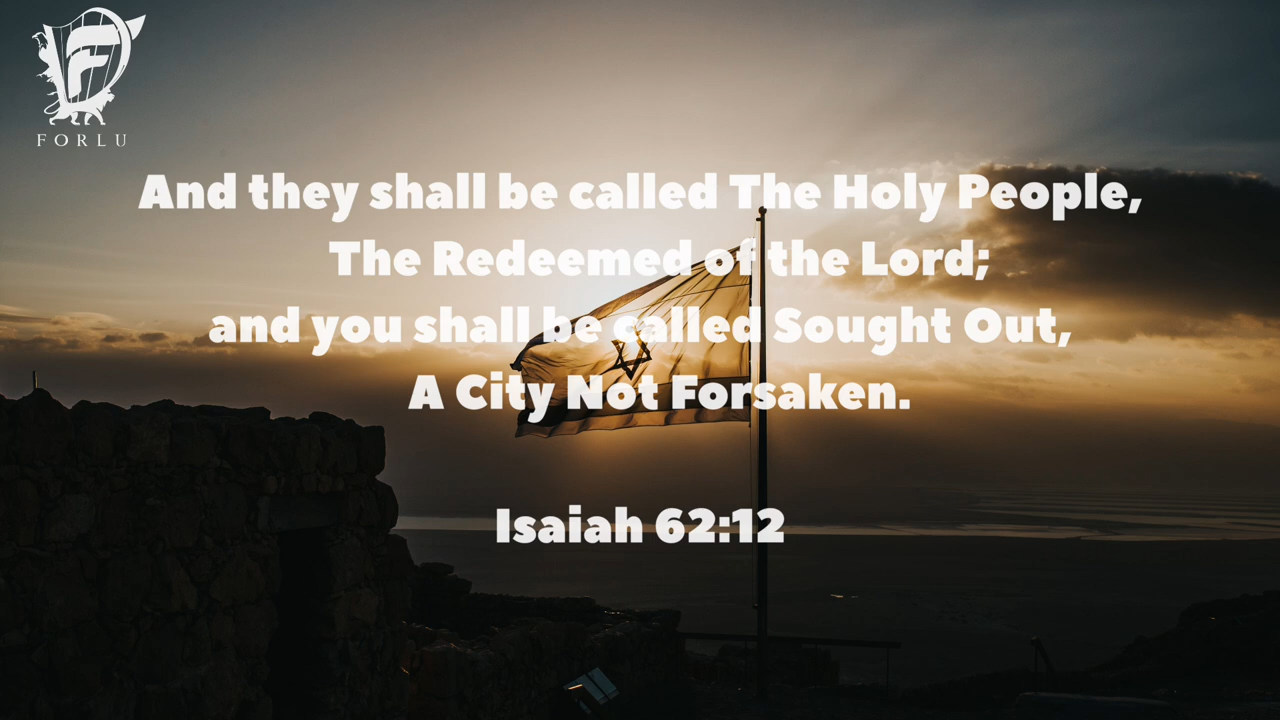 FORLU
And they shall be called The Holy People,
The Redeemed of the Lord;
and you shall be called Sought Out,
A City Not Forsaken.
Isaiah 62:12